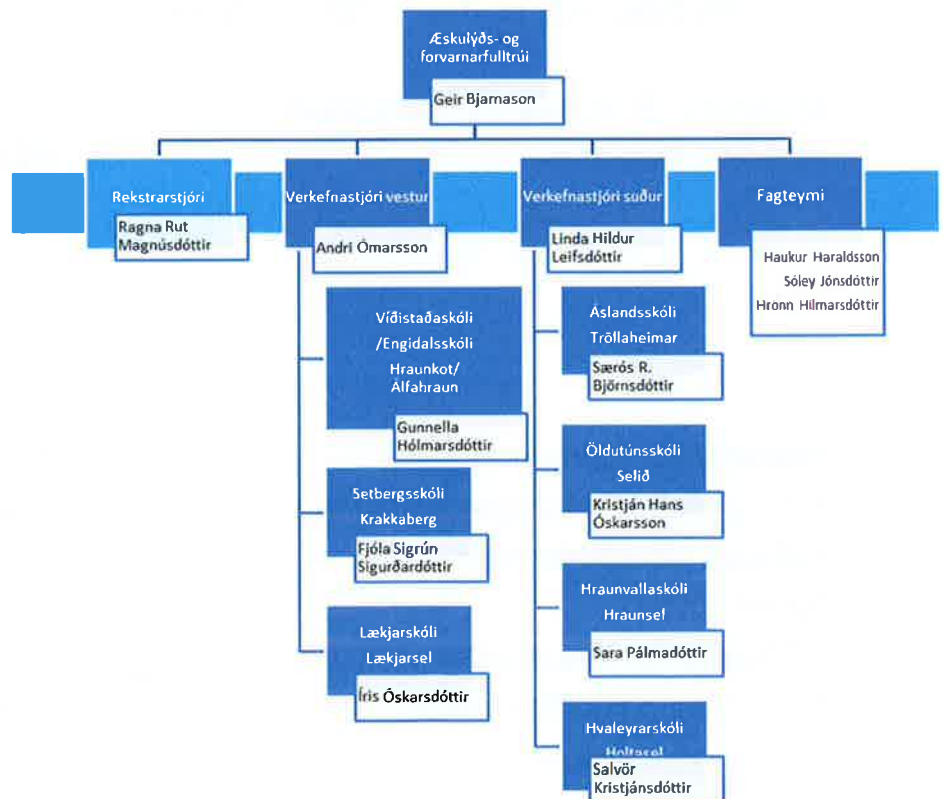 Æskulýðs- og
forvarnarfulltrúi
Geir Bjarnason
Rekstrarstjóri
Ragna Rut
Magnúsdóttir
Verkefnastjóri vestur
Andri Ómarsson
Verkefnastjóri suður
Linda Hildur
Leifsdóttir
Fagteymi
Haukur Haraldsson
Sóley Jónsdóttir
Hrönn Hilmarsdóttir
Víðistaðaskóli
/Engidalsskóli
Hraunkot/
Álfahraun
Gunnella
Hólmarsdóttir
Setbergsskóli
Krakkaberg
Fjóla Sigrún
Sigurðardóttir
Lækjarskóli
Lækjarsel
Íris Óskarsdóttir
Áslandsskóli
Tröllaheimar
Særós R.
Björnsdóttir
Öldutúnsskóli
Selið
Kristján Hans
Óskarsson
Hraunvallaskóli
Hraunsel
Sara Pálmadóttir
Hvaleyrarskóli
Holtasel
Salvör
Kristjánsdóttir